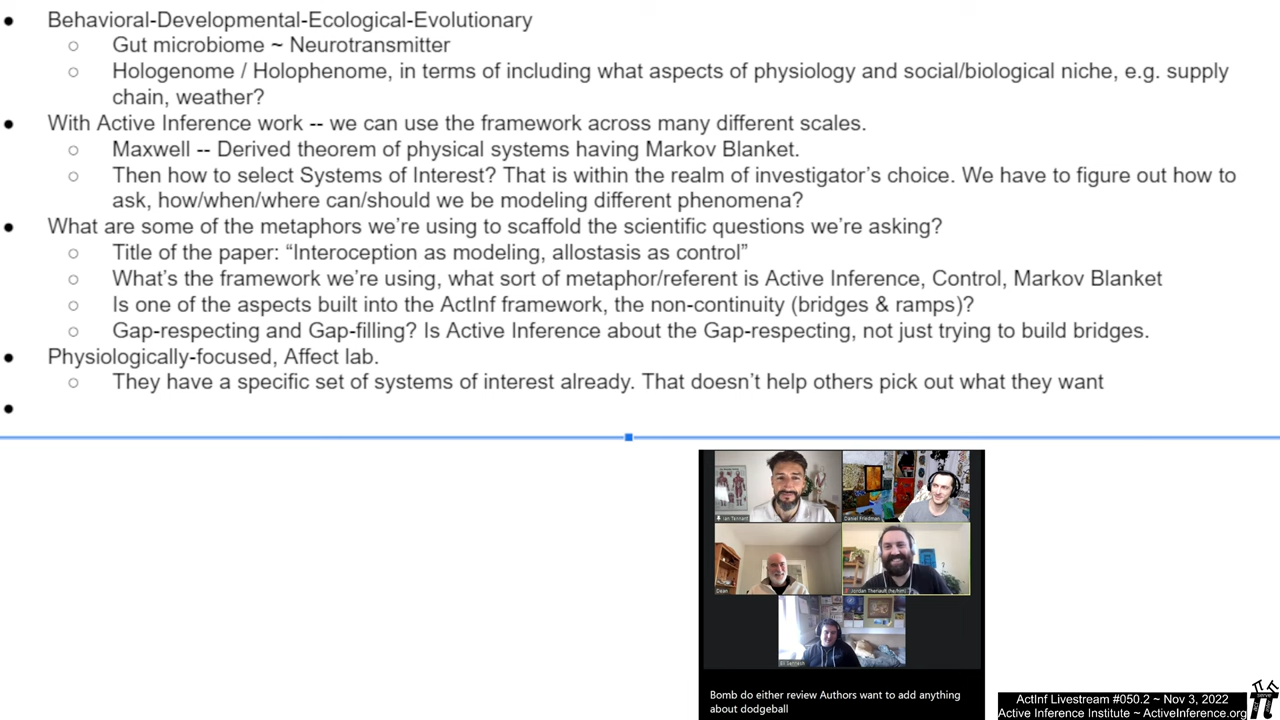 ● Behavioral-Developmental-Ecological-Evolutionary
○ Gut microbiome ~ Neurotransmitter
○ Hologenome / Holophenome, in terms of including what aspects of physiology and social/biological niche, e.g. supply
chain, weather?
● With Active Inference work -- we can use the framework across many different scales.
○ Maxwell -- Derived theorem of physical systems having Markov Blanket.
○ Then how to select Systems of Interest? That is within the realm of investigator's choice. We have to figure out how to
ask, how/when/where can/should we be modeling different phenomena?
● What are some of the metaphors we're using to scaffold the scientific questions we're asking?
○ Title of the paper: “Interoception as modeling, allostasis as control”
○ What's the framework we're using, what sort of metaphor/referent is Active Inference, Control, Markov Blanket
○ Is one of the aspects built into the ActInf framework, the non-continuity (bridges & ramps)?
○ Gap-respecting and Gap-filling? Is Active Inference about the Gap-respecting, not just trying to build bridges.
● Physiologically-focused, Affect lab.
○ They have a specific set of systems of interest already. That doesn't help others pick out what they want
●
Ian Tennant
Daniel Friedman
Dean
Jordan Theriault (he/him)
Bomb do either review Authors want to add anything
about dodgeball
ActInf Livestream #050.2 ~ Nov 3, 2022
Active Inference Institute ~ ActiveInference.org